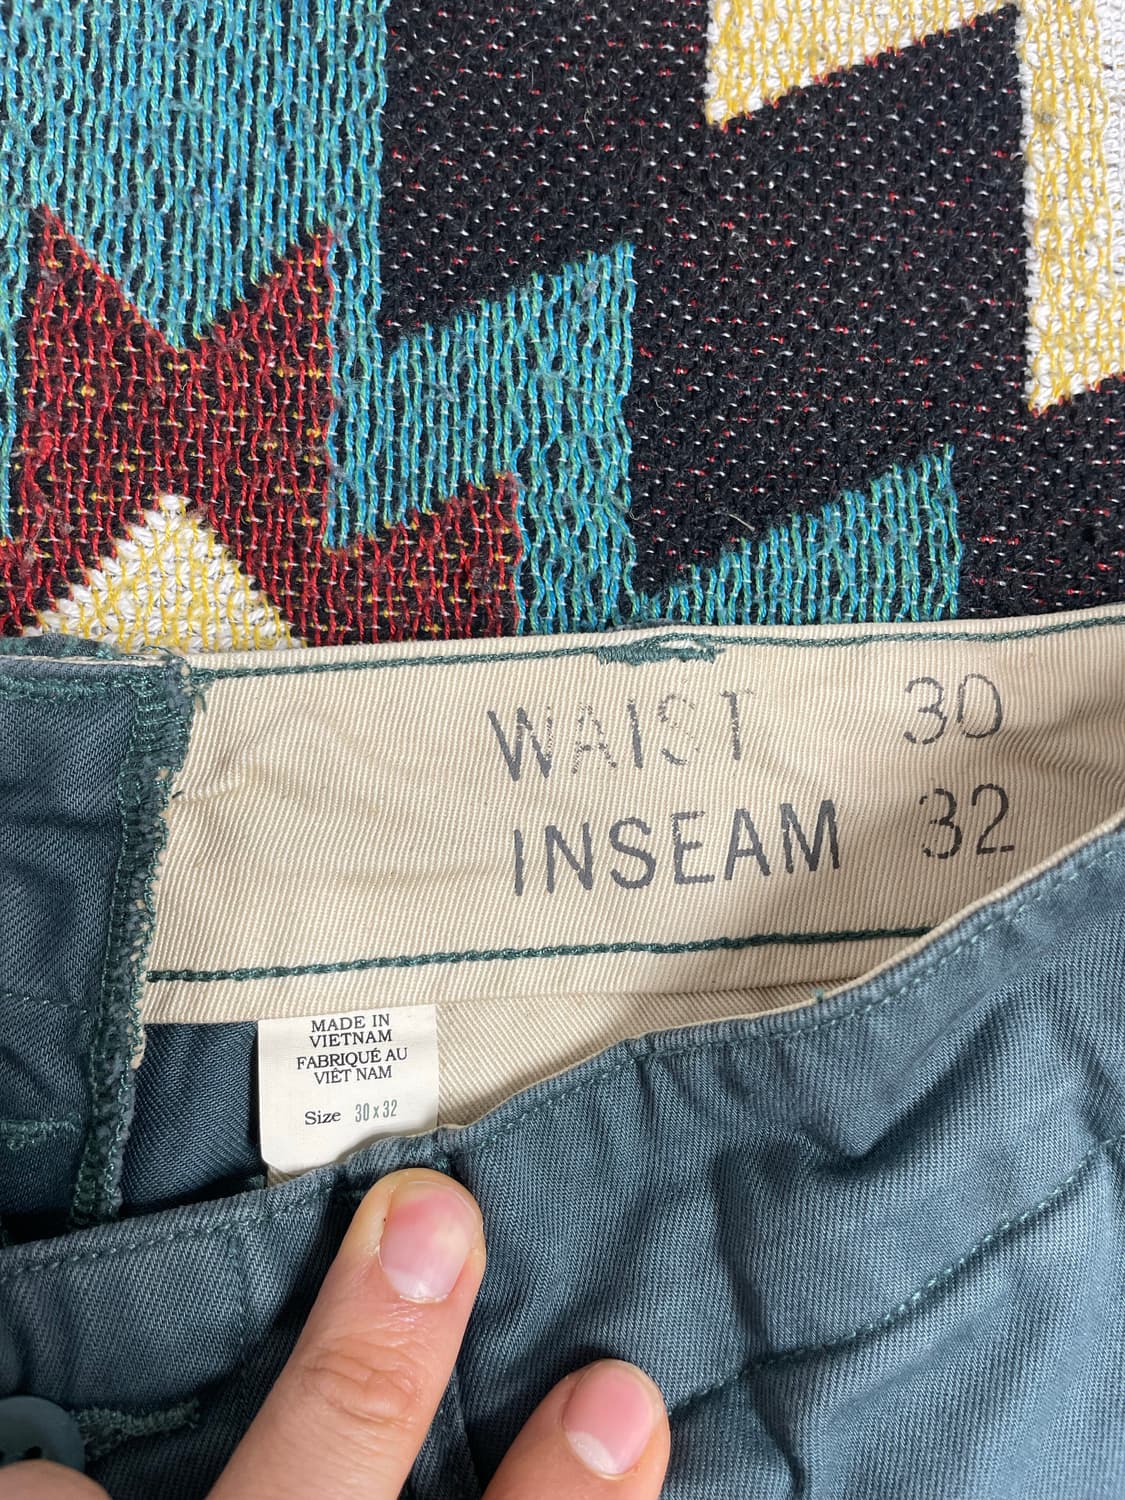 WAIST 30
INSEAM 32
MADE IN
VIETNAM
FABRIQUÉ AU
VIÊT NAM
Size 30 x 32